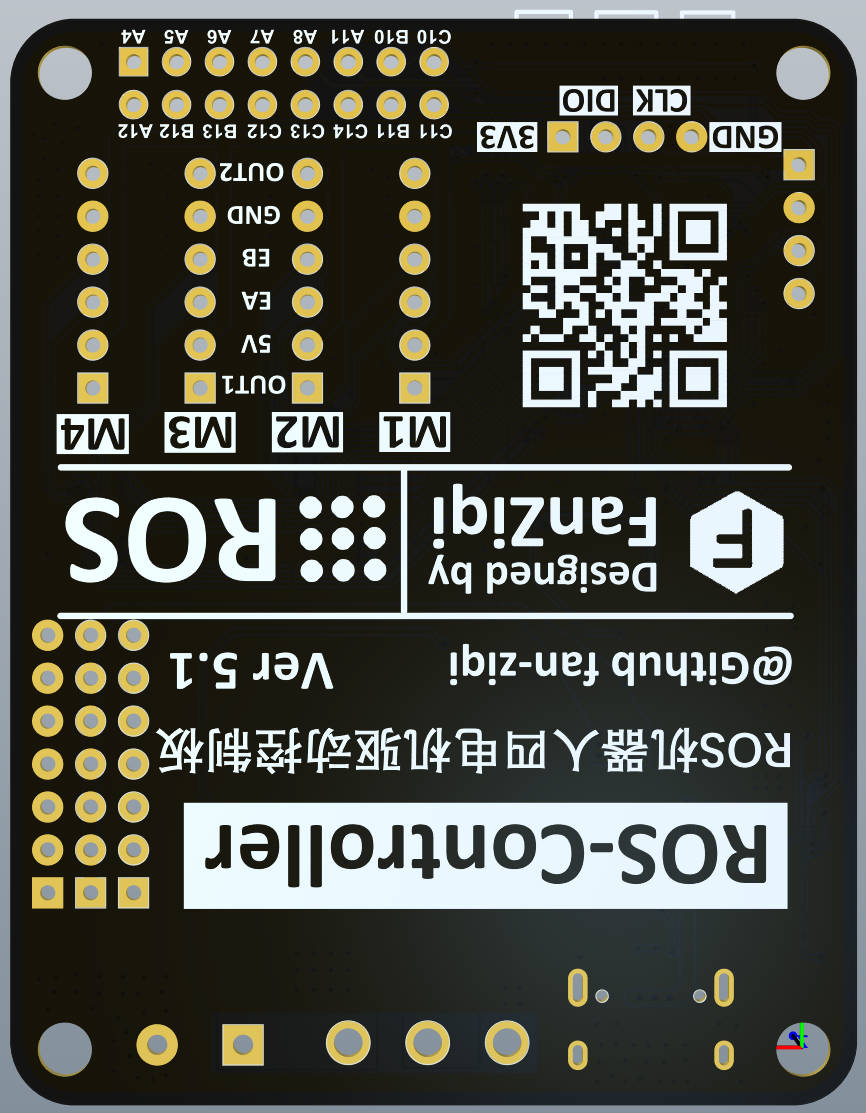 ROS-Controller
ROS机器人四电机驱动控制板
@Github fan-ziqi
Ver 5.1
F
Designed by
FanZiqi
ROS
M1 M2 M3 M4
OUT1
5V
EA
EB
GND
OUT2
GND CLK DIO 3V3
C11 B11 C14 C13 C12 B13 B12 A12
C10 B10 A11 A8 A7 A6 A5 A4